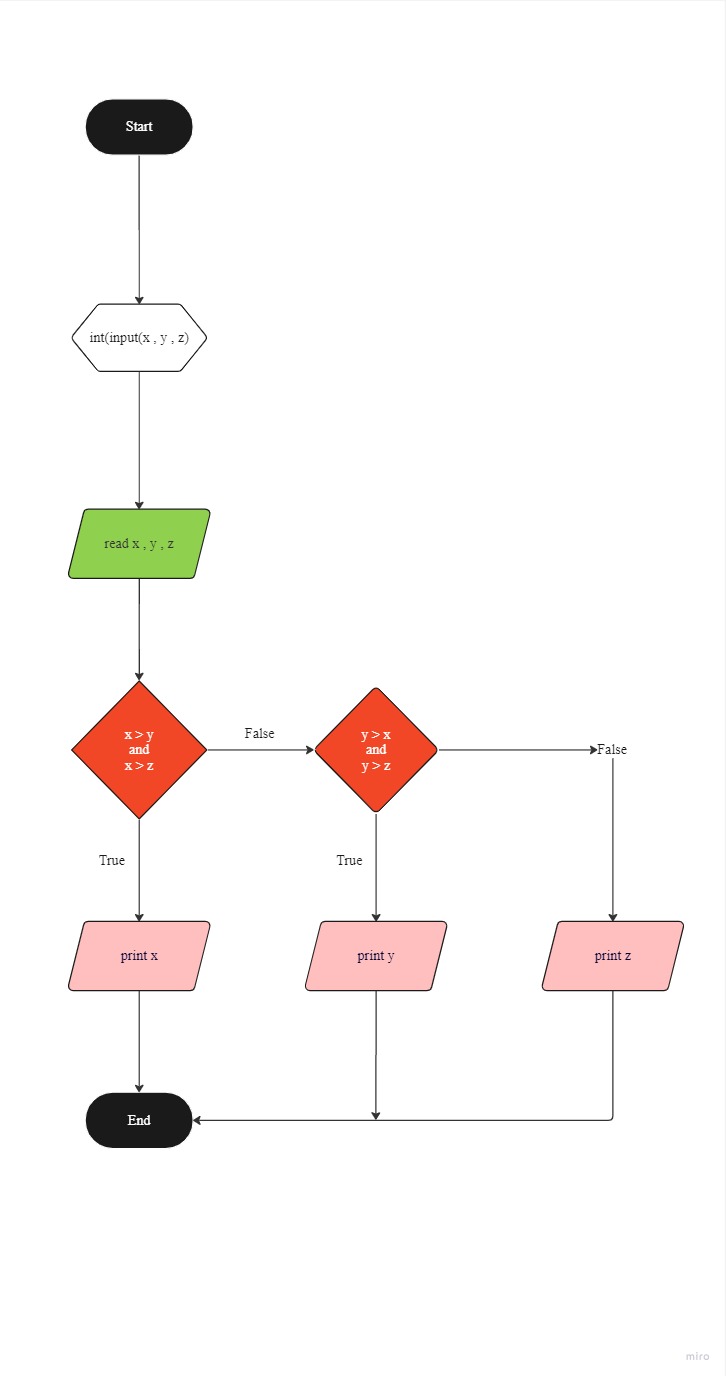 Start
int(input(x , y , z)
read x , y , z
x > y
and
x > z
False
y > x
and
y > z
False
True
True
print x
print y
print z
End
miro